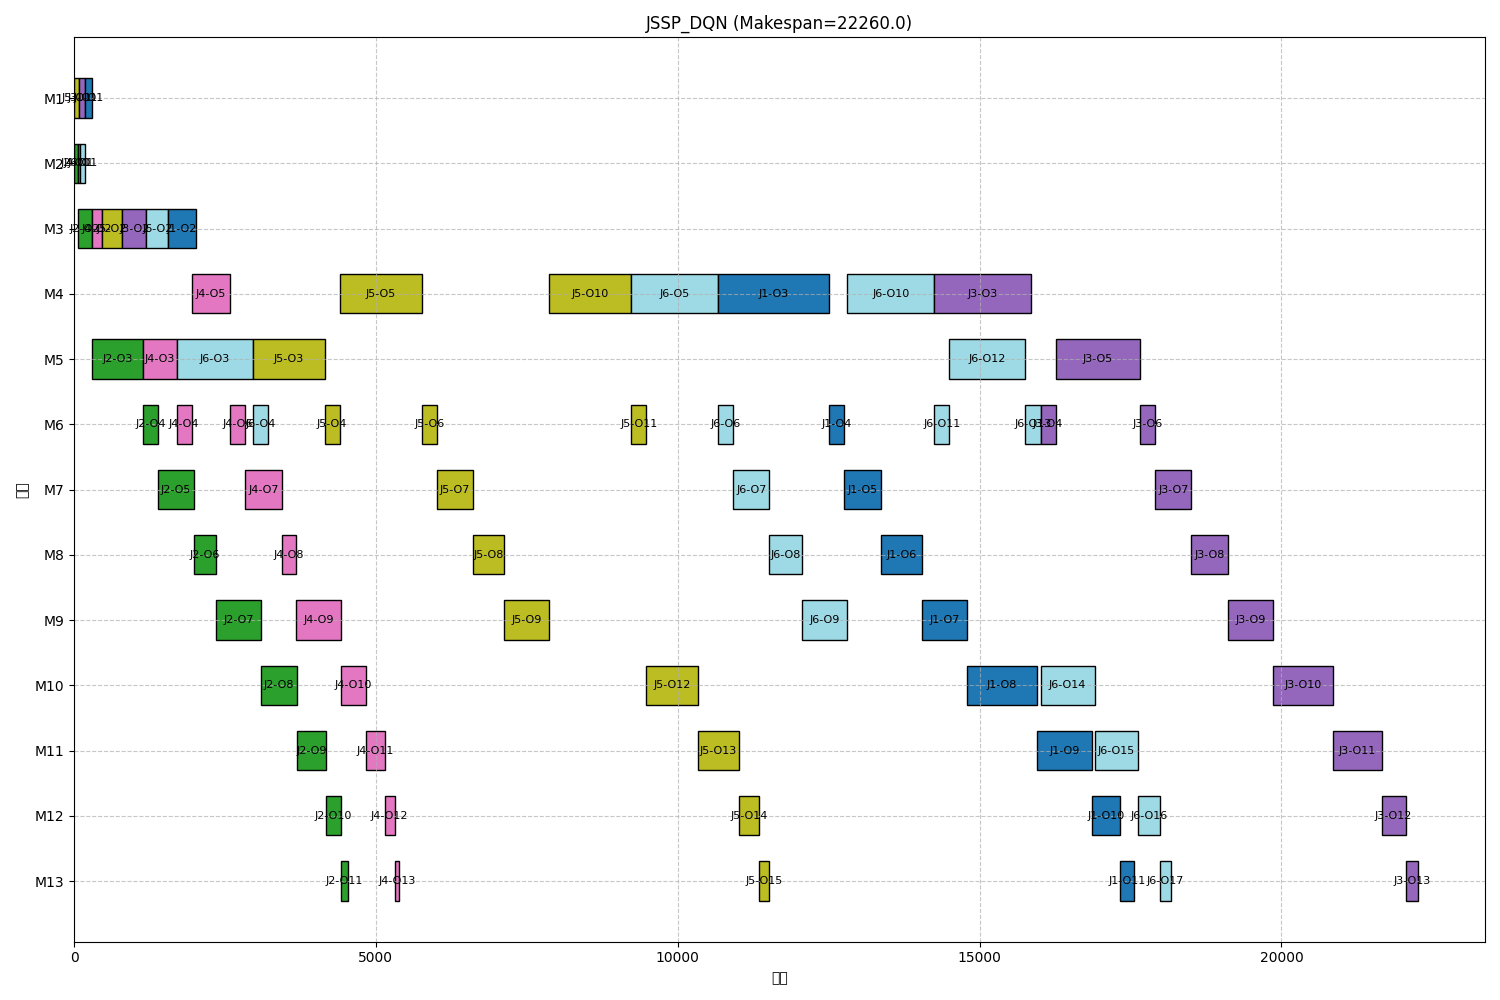 JSSP_DQN (Makespan=22260.0)
M1
M2
M3 J1-O2
M4 J4-O5 J5-O5 J5-O10 J6-O5 J1-O3 J6-O10 J3-O3
M5 J2-O3 J4-O3 J6-O3 J5-O3 J6-O12 J3-O5
M6 J2-O4 J4-O4 J4-O6 J6-O4 J5-O4 J5-O6 J5-O11 J6-O6 J1-O4 J6-O11 J6-O13 J3-O4 J3-O6
M7 J2-O5 J4-O7 J5-O7 J6-O7 J1-O5 J3-O7
M8 J2-O6 J4-O8 J5-O8 J6-O8 J1-O6 J3-O8
M9 J2-O7 J4-O9 J5-O9 J6-O9 J1-O7 J3-O9
M10 J2-O8 J4-O10 J5-O12 J1-O8 J6-O14 J3-O10
M11 J2-O9 J4-O11 J5-O13 J1-O9 J6-O15 J3-O11
M12 J2-O10 J4-O12 J5-O14 J1-O10 J6-O16 J3-O12
M13 J2-O11 J4-O13 J5-O15 J1-O11 J6-O17 J3-O13
0 5000 10000 15000 20000